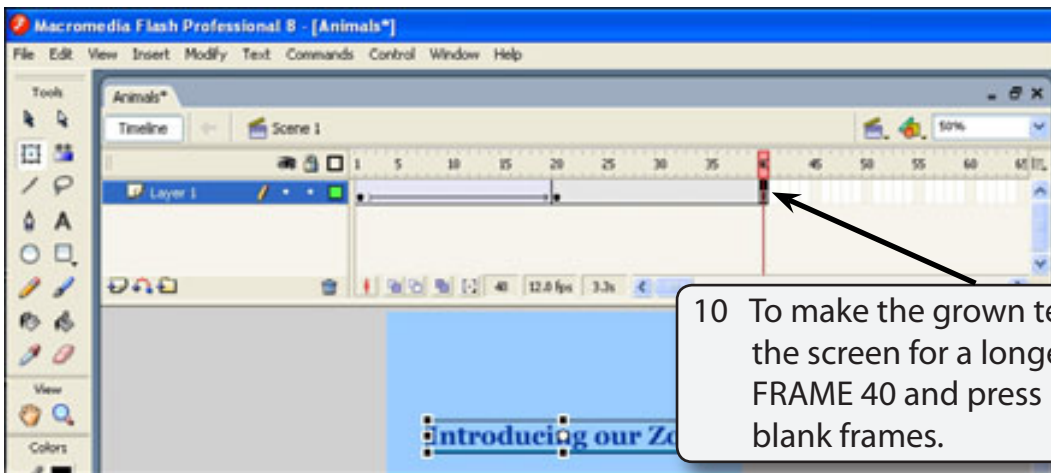 Macromedia Flash Professional 8 - [Animals*]
File Edit View Insert Modify Text Commands Control Window Help
Tools
Animals*
Timeline Scene 1 50%
1 5 10 15 20 25 30 35 40 45 50 55 60 65
Layer 1
40 12.0 fps 3.3s
View
Colors
Introducing our Zo
10 To make the grown te
the screen for a longe
FRAME 40 and press
blank frames.